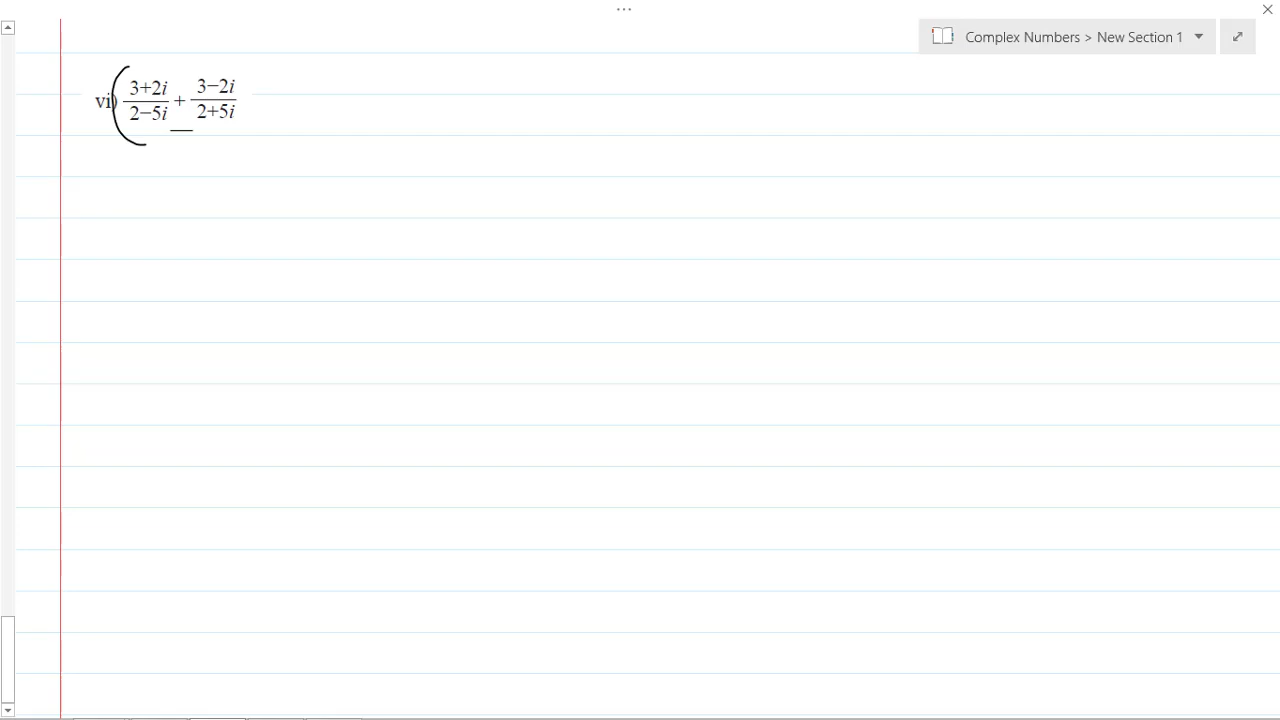 ...
Complex Numbers > New Section 1
vi) 3+2i/2−5i + 3−2i/2+5i